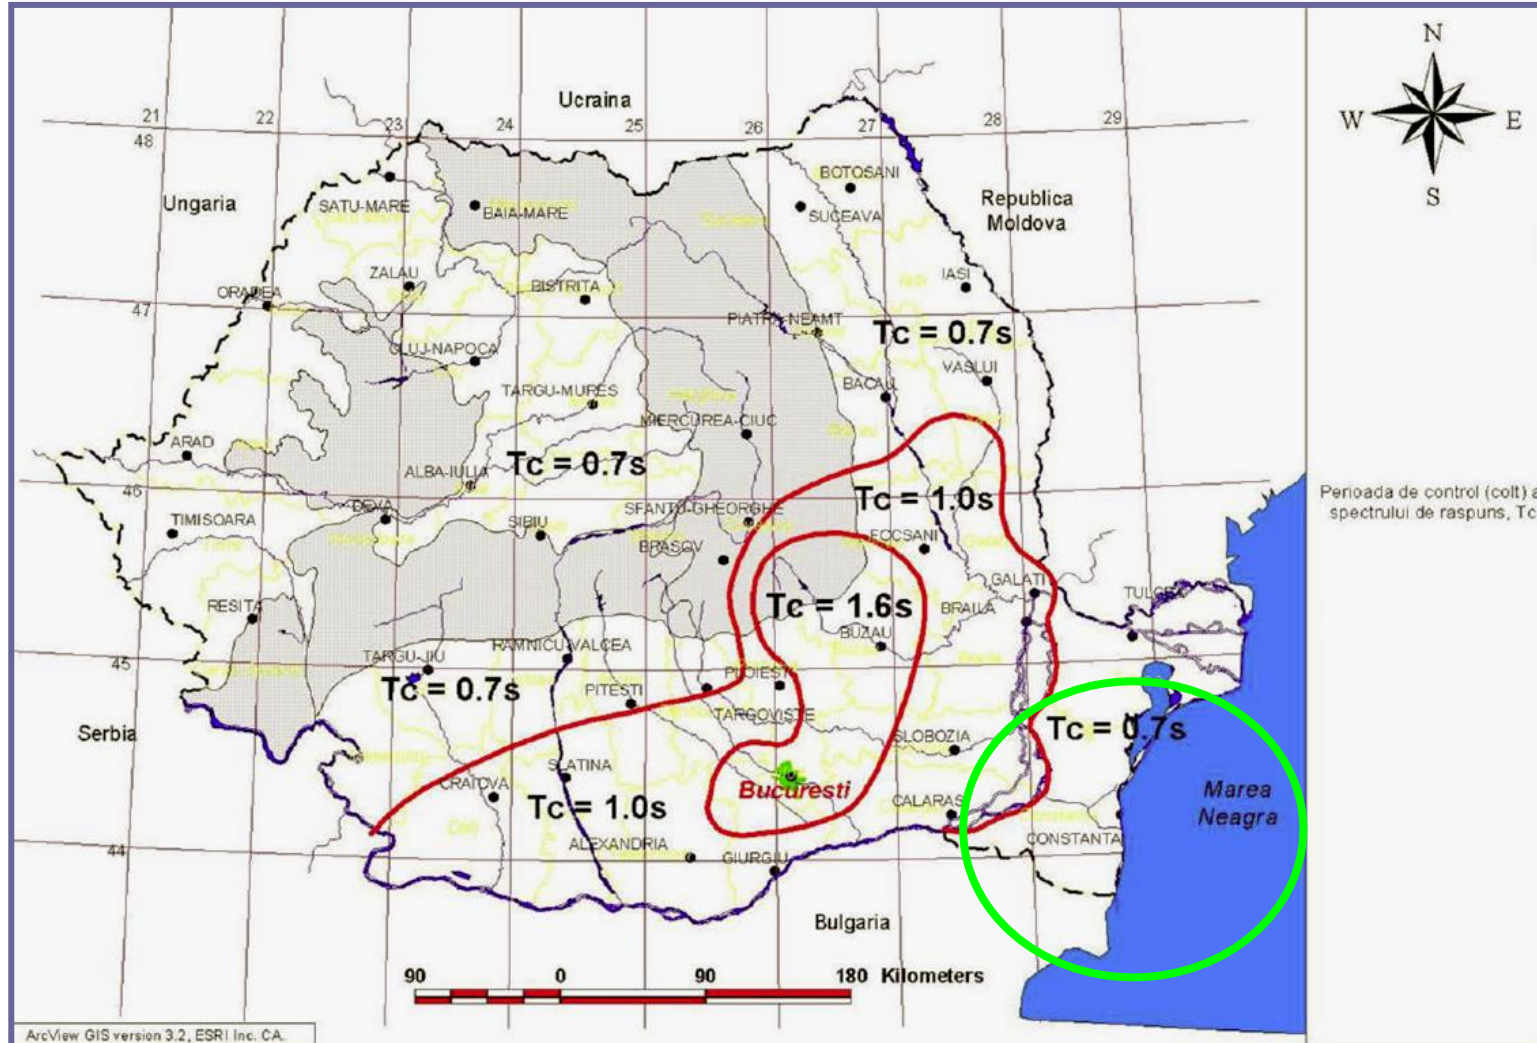 N
W
E
S
Ucraina
21
22
23
24
25
26
27
28
29
48
Ungaria
Republica
Moldova
BOTOSANI
SATU-MARE
BAIA-MARE
SUCEAVA
ZALAU
ORADEA
BISTRITA
IASI
47
PIATRA-NEAMT
Tc = 0.7s
CLUJ-NAPOCA
VASLUI
TARGU-MURES
BACAU
MIERCUREA-CIUC
ARAD
ALBA-IULIA
Tc = 0.7s
46
Tc = 1.0s
Perioada de control (colt) a
spectrului de raspuns, Tc
DEVA
SFANTU-GHEORGHE
TIMISOARA
SIBIU
FOCSANI
BRASOV
GALATI
TULCEA
RESITA
Tc = 1.6s
BRAILA
BUZAU
45
TARGU-JIU
RAMNICU-VALCEA
Tc = 0.7s
PITESTI
PLOIESTI
TARGOVISTE
Serbia
SLOBOZIA
Tc = 0.7s
SLATINA
CRAIOVA
Bucuresti
Marea
Neagra
Tc = 1.0s
CALARASI
CONSTANTA
44
ALEXANDRIA
GIURGIU
Bulgaria
90 0 90 180 Kilometers
ArcView GIS version 3.2, ESRI Inc. CA.